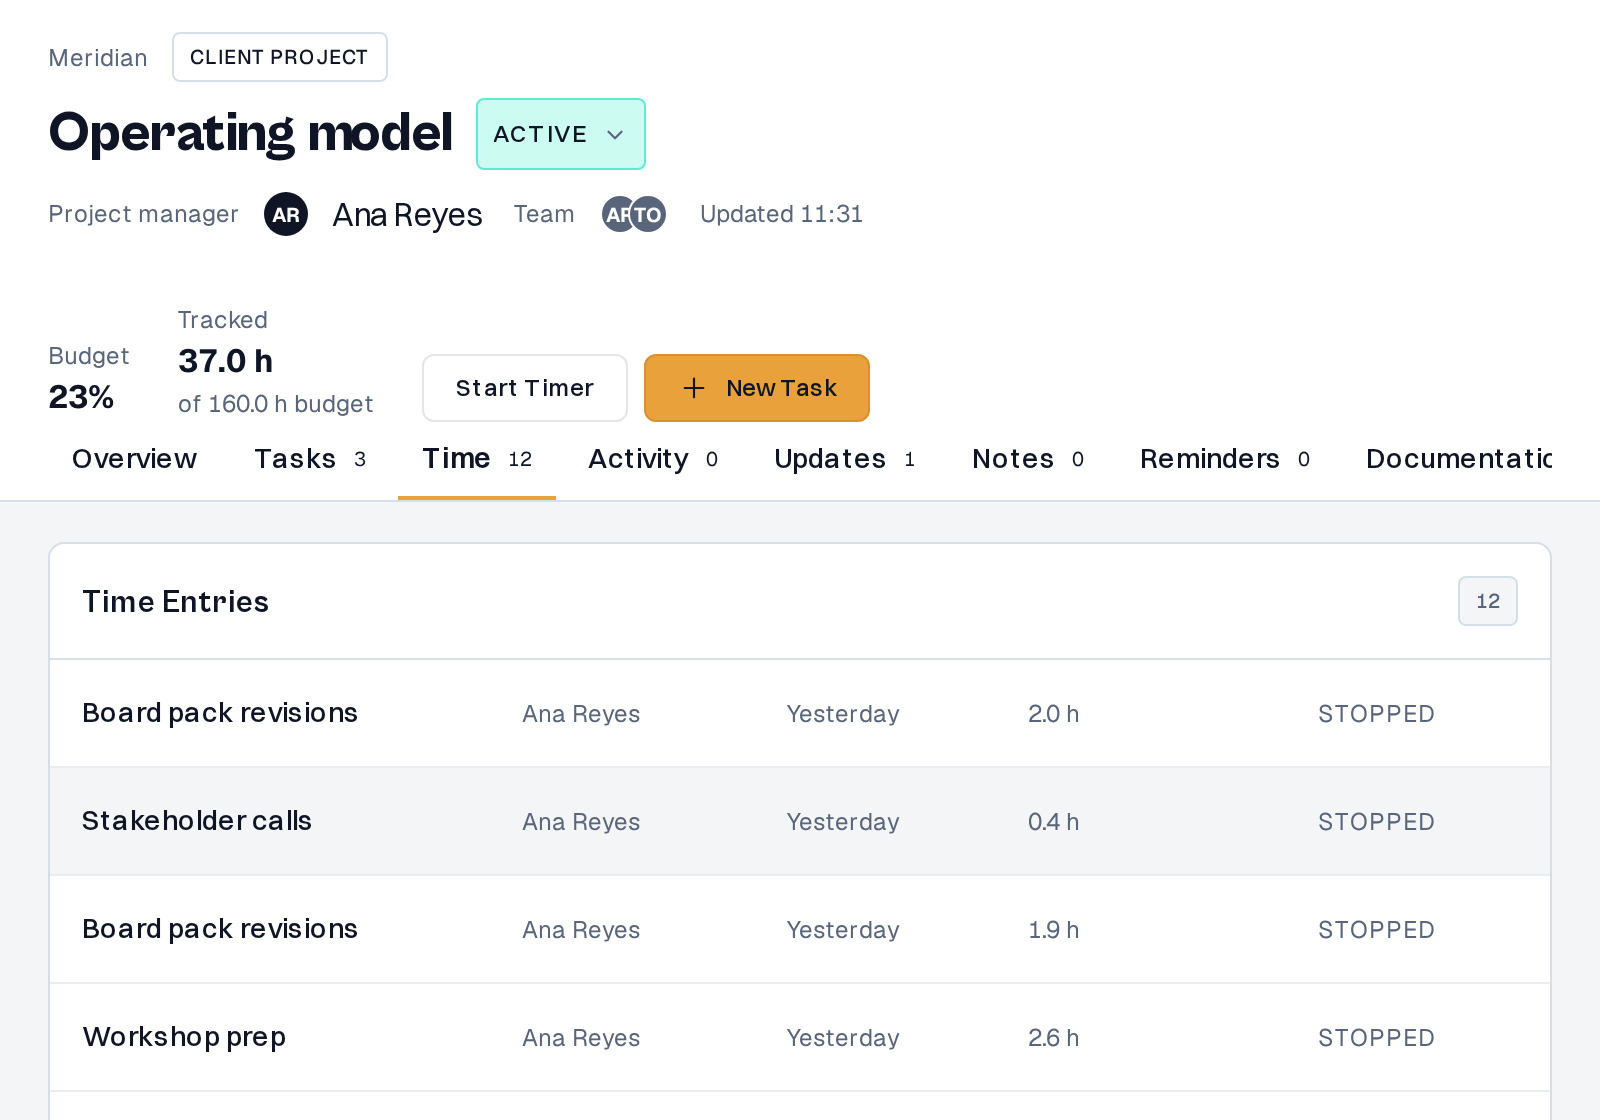 Meridian CLIENT PROJECT
Operating model ACTIVE
Project manager AR Ana Reyes Team AR TO Updated 11:31
Budget
23%
Tracked
37.0 h
of 160.0 h budget
Start Timer
New Task
Overview Tasks 3 Time 12 Activity 0 Updates 1 Notes 0 Reminders 0 Documentatic
Time Entries 12
Board pack revisions Ana Reyes Yesterday 2.0 h STOPPED
Stakeholder calls Ana Reyes Yesterday 0.4 h STOPPED
Board pack revisions Ana Reyes Yesterday 1.9 h STOPPED
Workshop prep Ana Reyes Yesterday 2.6 h STOPPED